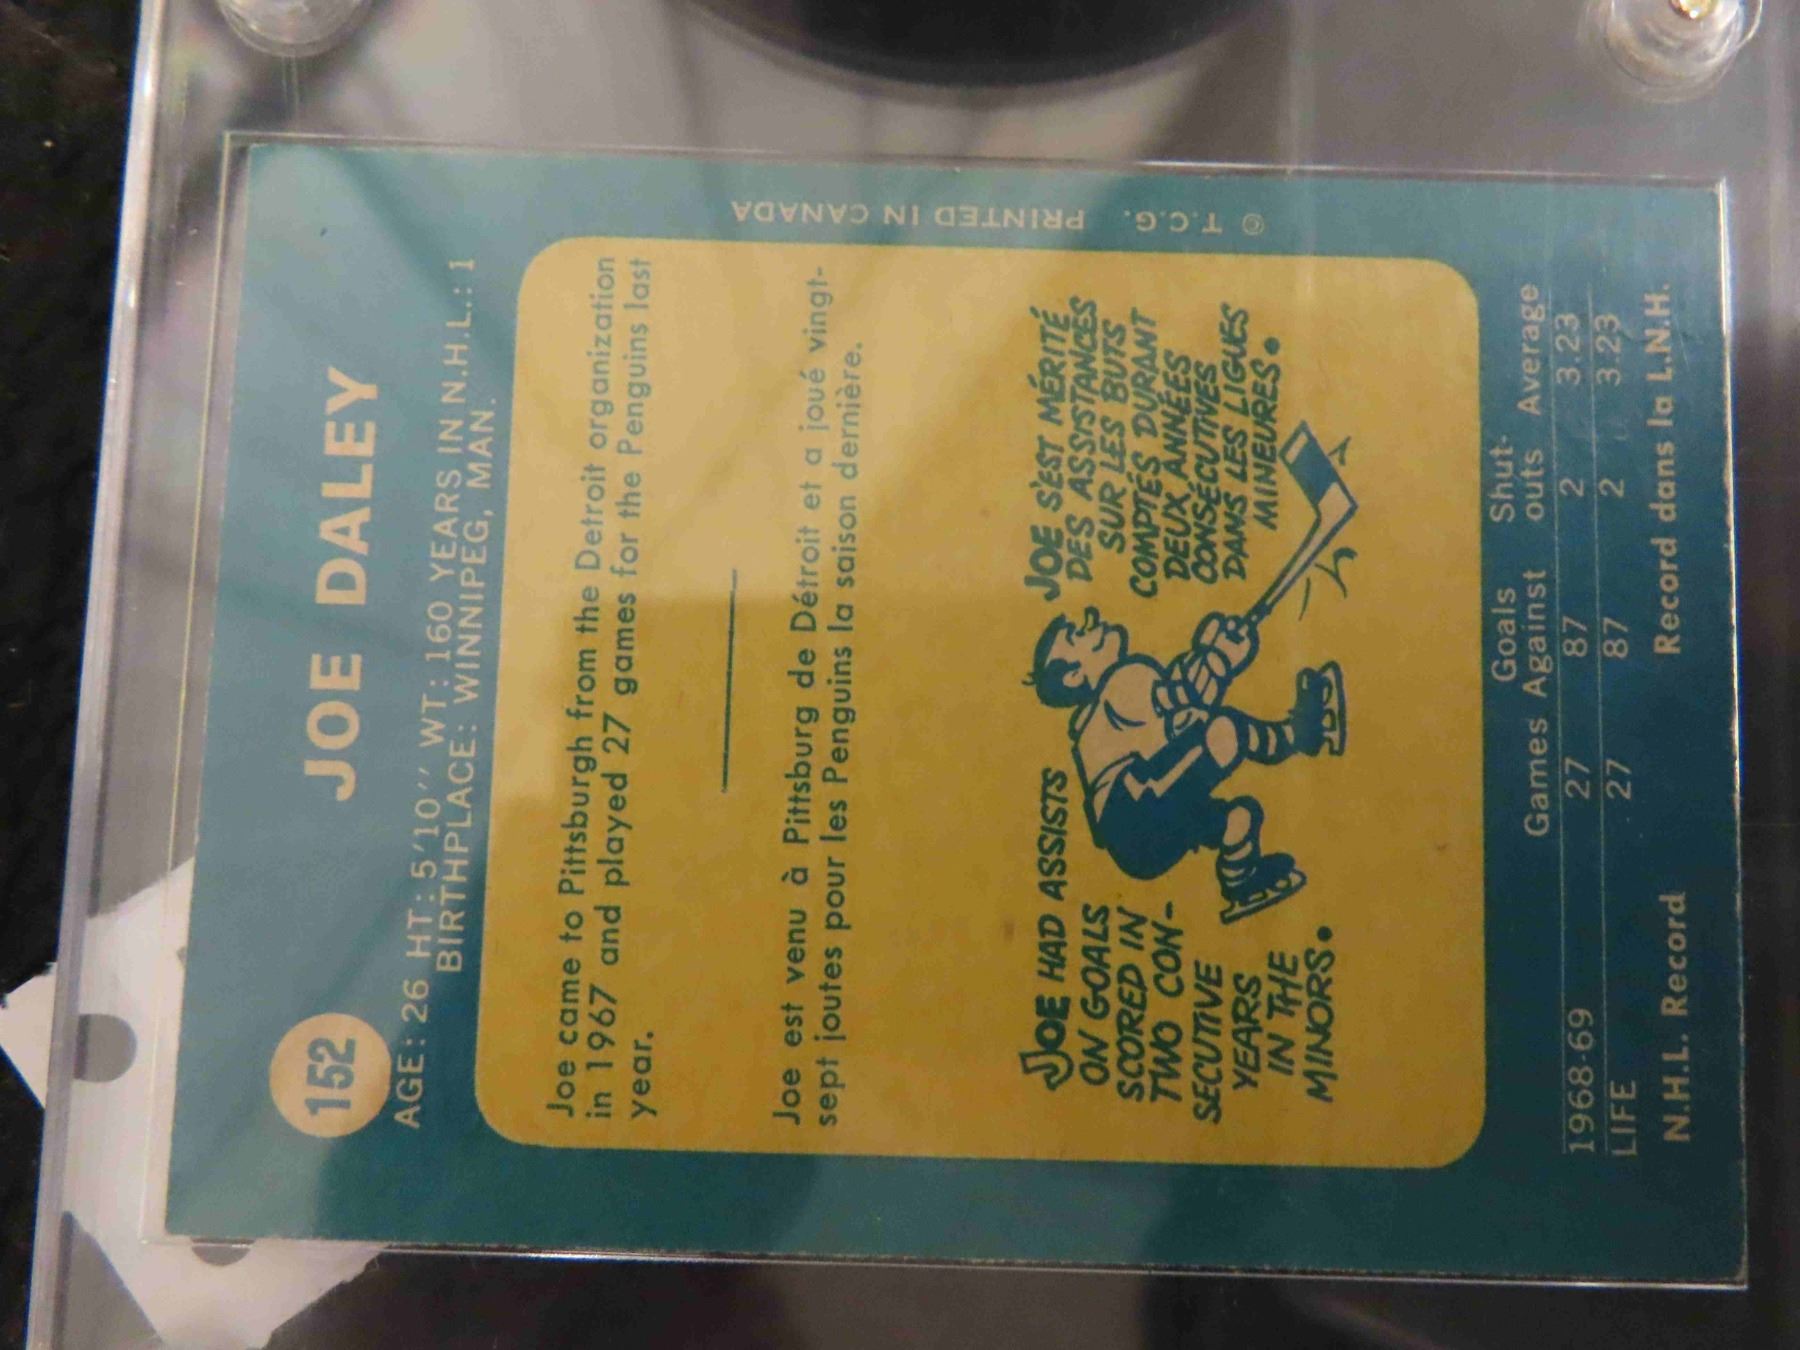 152
JOE DALEY
AGE: 26 HT: 5'10'' WT: 160 YEARS IN N.H.L.: 1
BIRTHPLACE: WINNIPEG, MAN.
Joe came to Pittsburgh from the Detroit organization
in 1967 and played 27 games for the Penguins last
year.
Joe est venu à Pittsburg de Détroit et a joué vingt-
sept joutes pour les Penguins la saison dernière.
JOE HAD ASSISTS
ON GOALS
SCORED IN
TWO CON-
SECUTIVE
YEARS
IN THE
MINORS.
JOE S'EST MÉRITÉ
DES ASSISTANCES
SUR LES BUTS
COMPTÉS DURANT
DEUX ANNÉES
CONSÉCUTIVES
DANS LES LIGUES
MINEURES.
Goals Shut-
Games Against outs Average
1968-69 27 87 2 3.23
LIFE 27 87 2 3.23
N.H.L. Record Record dans la L.N.H.
© T.C.G. PRINTED IN CANADA